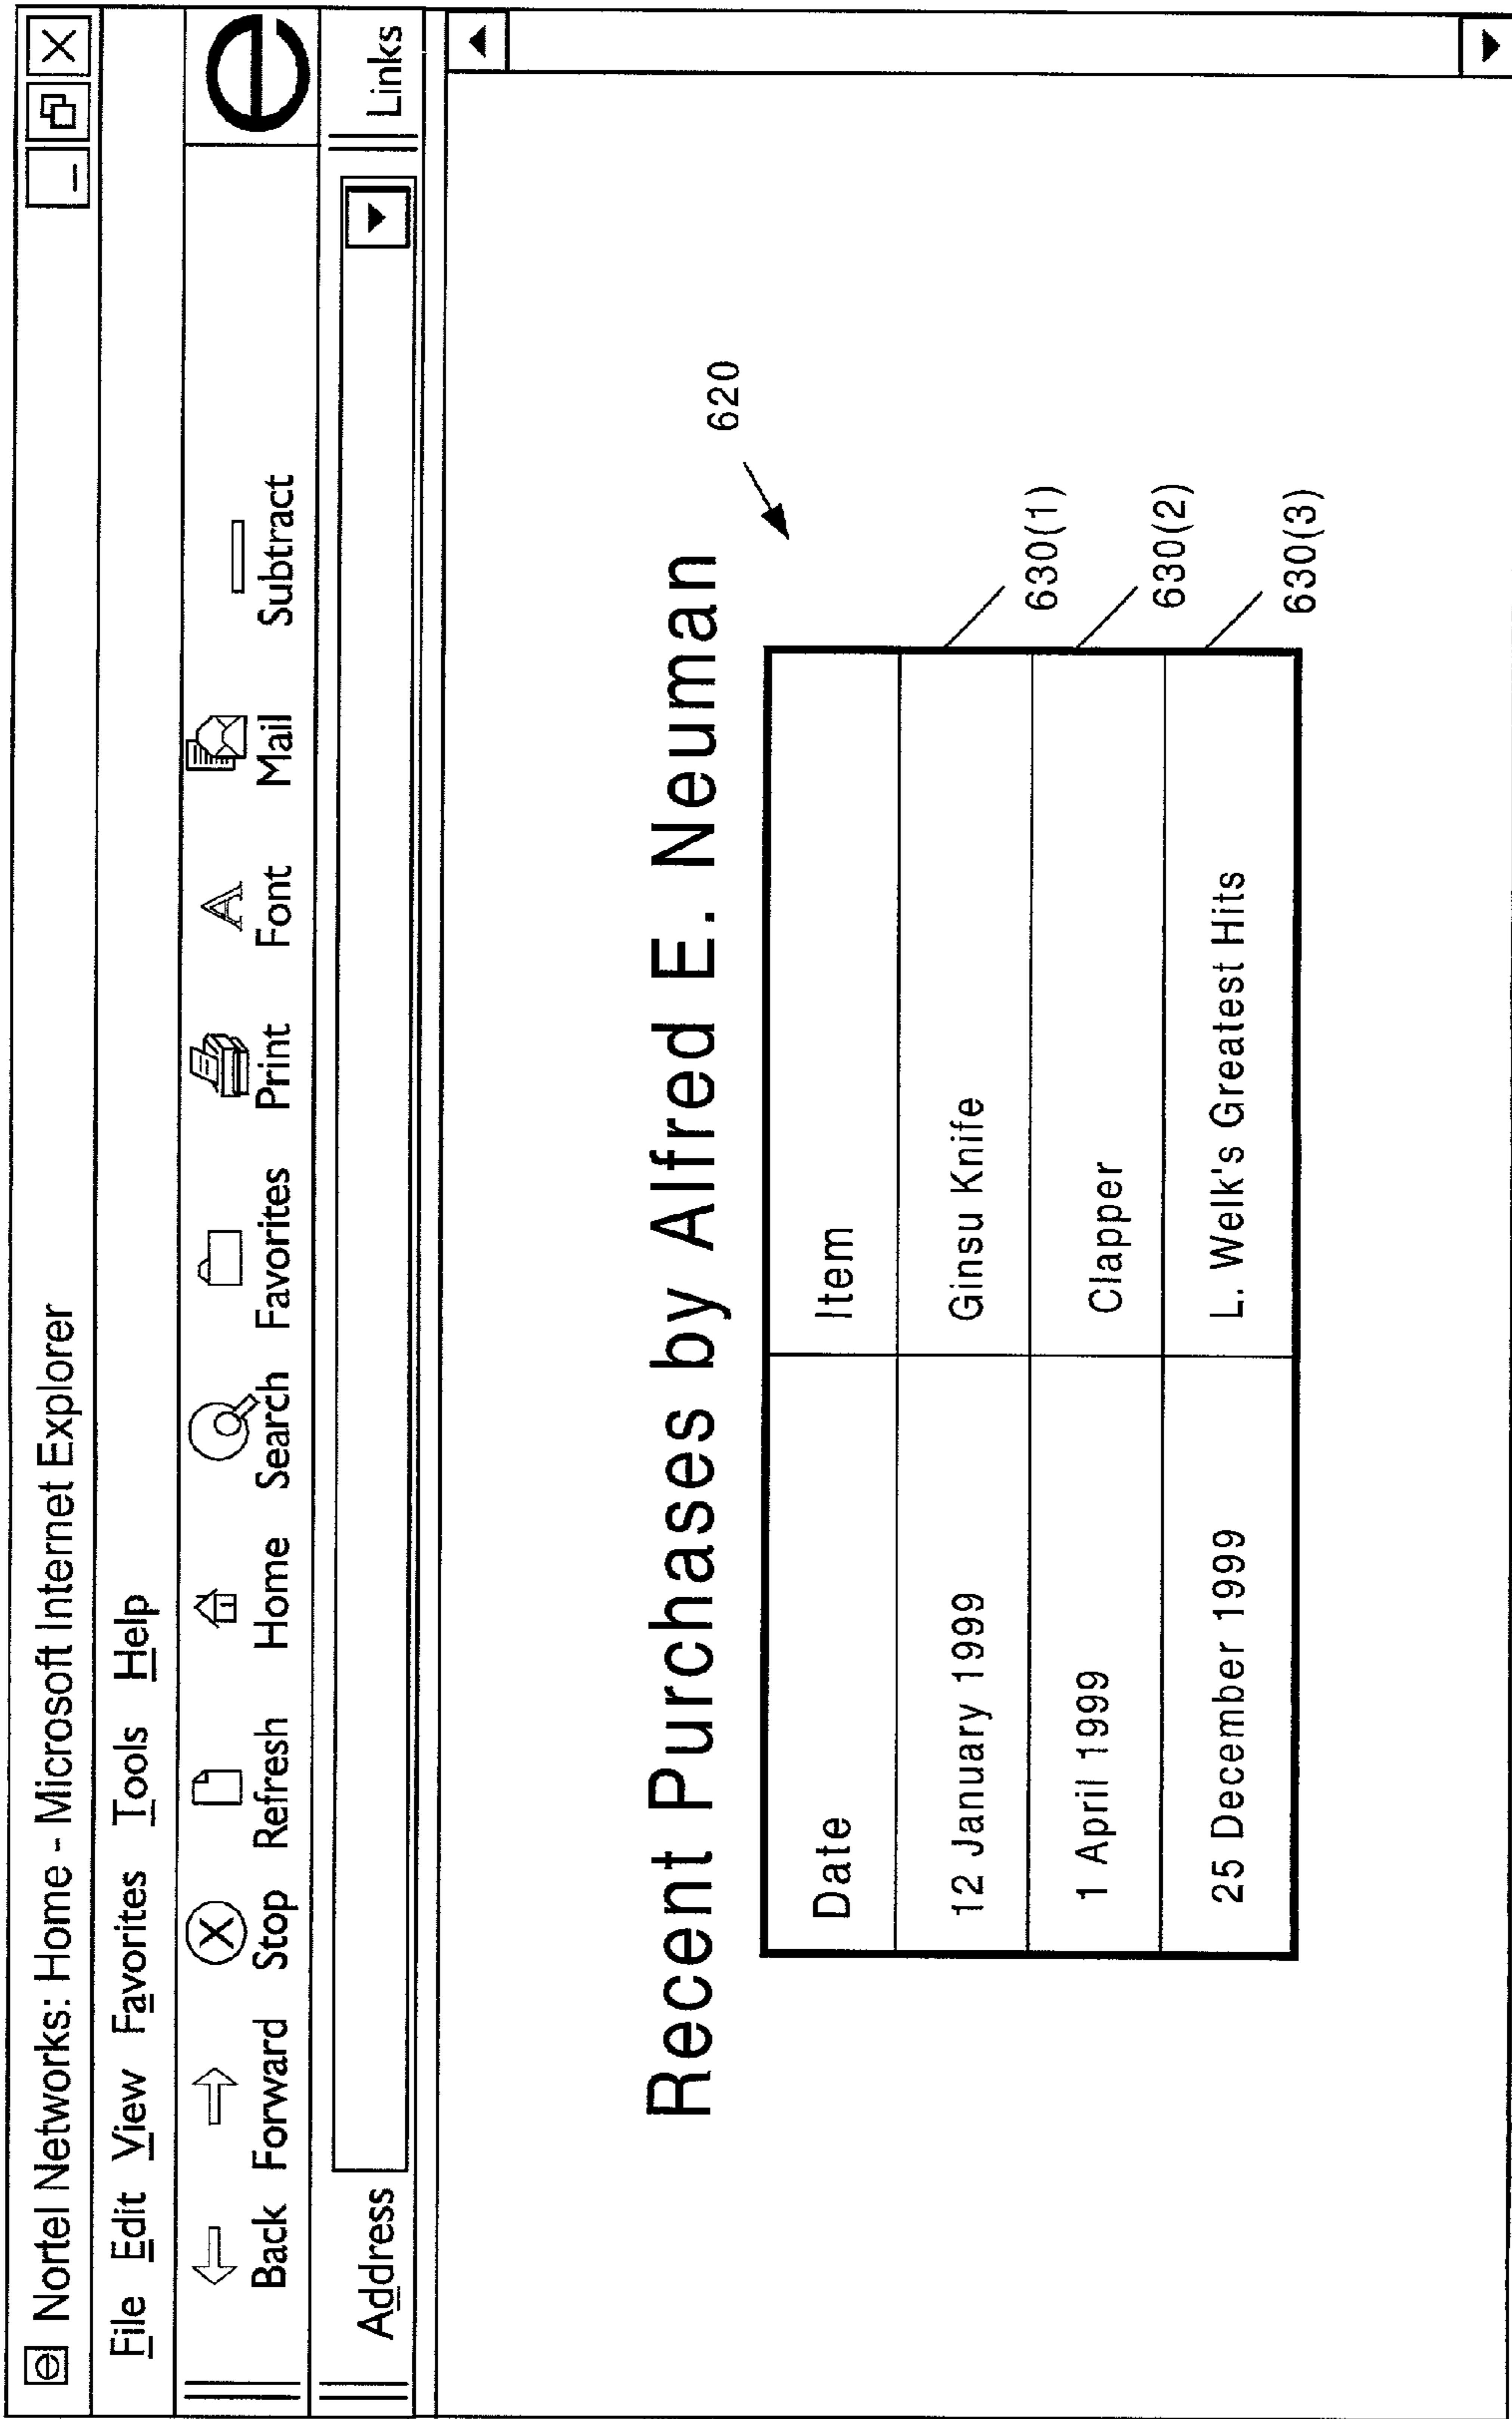 Nortel Networks: Home - Microsoft Internet Explorer
File Edit View Favorites Tools Help
Back Forward Stop Refresh Home Search Favorites Print Font Mail Subtract
Address Links
Recent Purchases by Alfred E. Neuman
620
Date Item
12 January 1999 Ginsu Knife 630(1)
1 April 1999 Clapper 630(2)
25 December 1999 L. Welk's Greatest Hits 630(3)